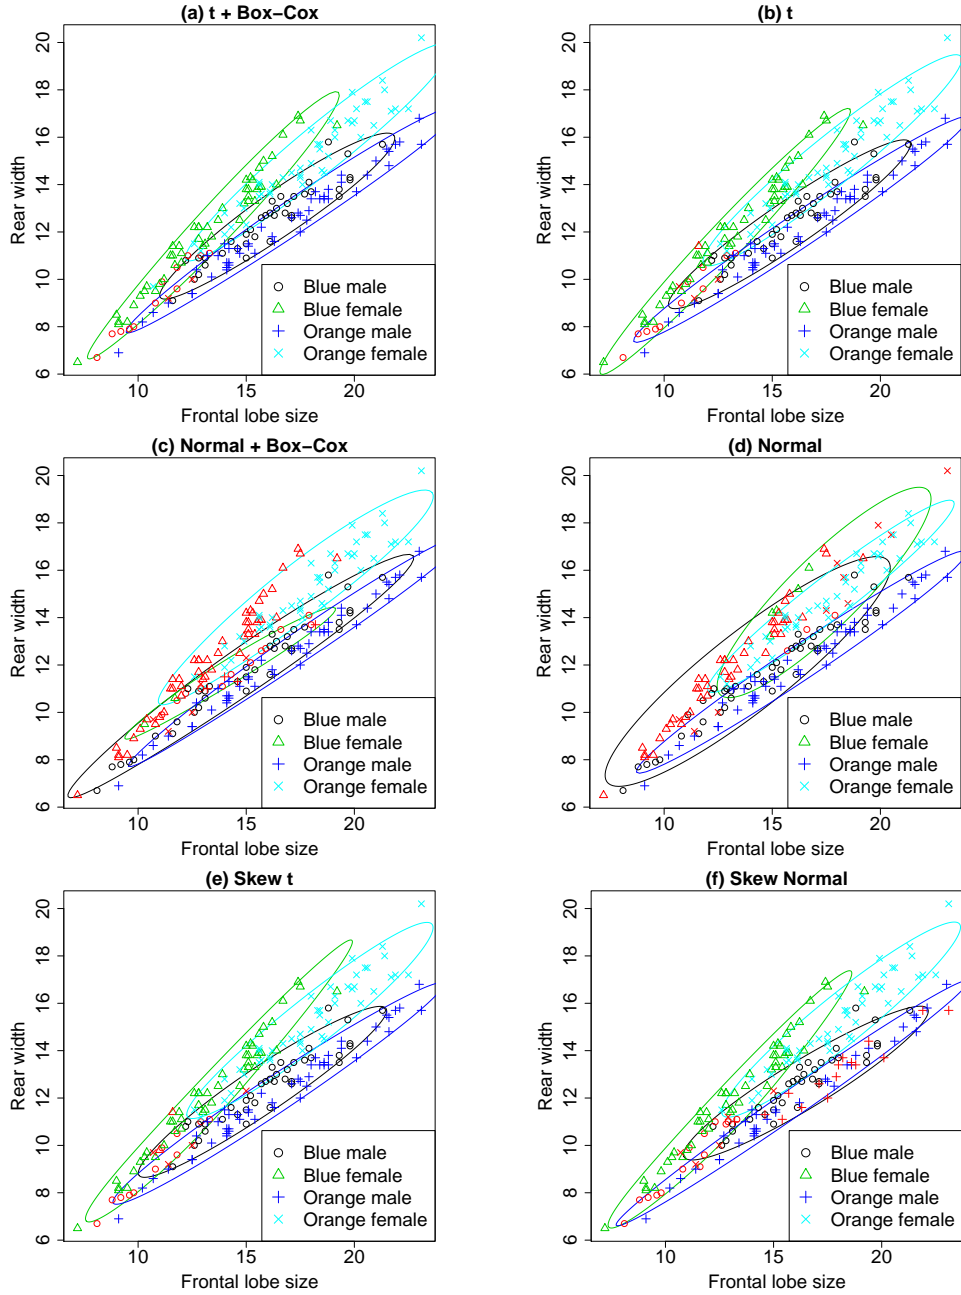 (a) t + Box−Cox
Rear width
6 8 10 12 14 16 18 20
10 15 20
Frontal lobe size
Blue male
Blue female
Orange male
Orange female
(b) t
Rear width
6 8 10 12 14 16 18 20
10 15 20
Frontal lobe size
Blue male
Blue female
Orange male
Orange female
(c) Normal + Box−Cox
Rear width
6 8 10 12 14 16 18 20
10 15 20
Frontal lobe size
Blue male
Blue female
Orange male
Orange female
(d) Normal
Rear width
6 8 10 12 14 16 18 20
10 15 20
Frontal lobe size
Blue male
Blue female
Orange male
Orange female
(e) Skew t
Rear width
6 8 10 12 14 16 18 20
10 15 20
Frontal lobe size
Blue male
Blue female
Orange male
Orange female
(f) Skew Normal
Rear width
6 8 10 12 14 16 18 20
10 15 20
Frontal lobe size
Blue male
Blue female
Orange male
Orange female